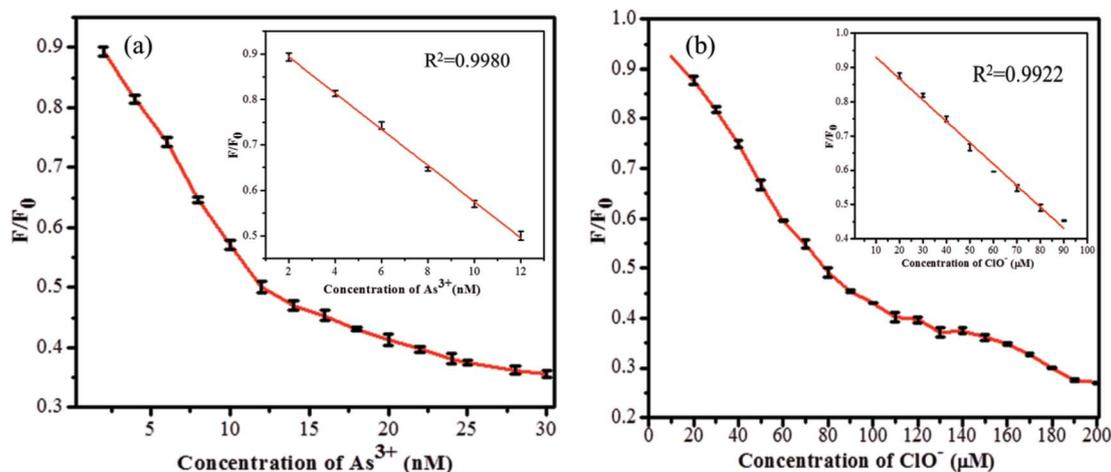 (a)
R²=0.9980
0.9
0.8
0.7
0.6
0.5
0.4
0.3
F/F₀
5 10 15 20 25 30
Concentration of As³⁺ (nM)
0.9
0.8
0.7
0.6
0.5
F/F₀
2 4 6 8 10 12
Concentration of As³⁺(nM)
(b)
R²=0.9922
1.0
0.9
0.8
0.7
0.6
0.5
0.4
0.3
0.2
F/F₀
0 20 40 60 80 100 120 140 160 180 200
Concentration of ClO⁻ (μM)
1.0
0.9
0.8
0.7
0.6
0.5
0.4
F/F₀
10 20 30 40 50 60 70 80 90 100
Concentration of ClO⁻ (μM)